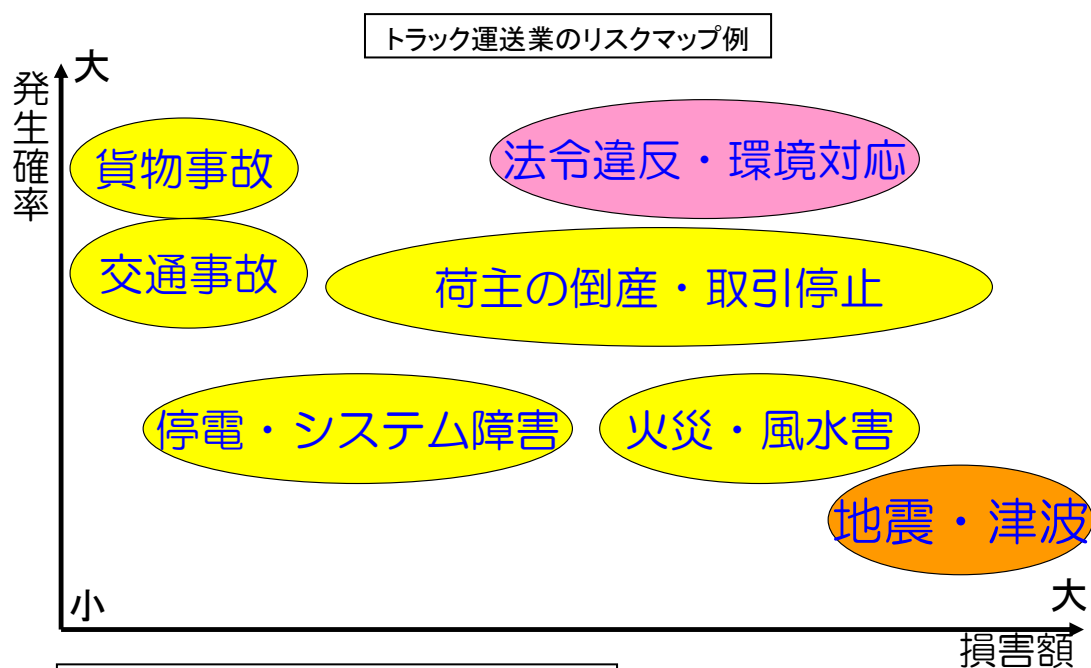 トラック運送業のリスクマップ例
大
発生確率
貨物事故
法令違反・環境対応
交通事故
荷主の倒産・取引停止
停電・システム障害
火災・風水害
地震・津波
小
大
損害額